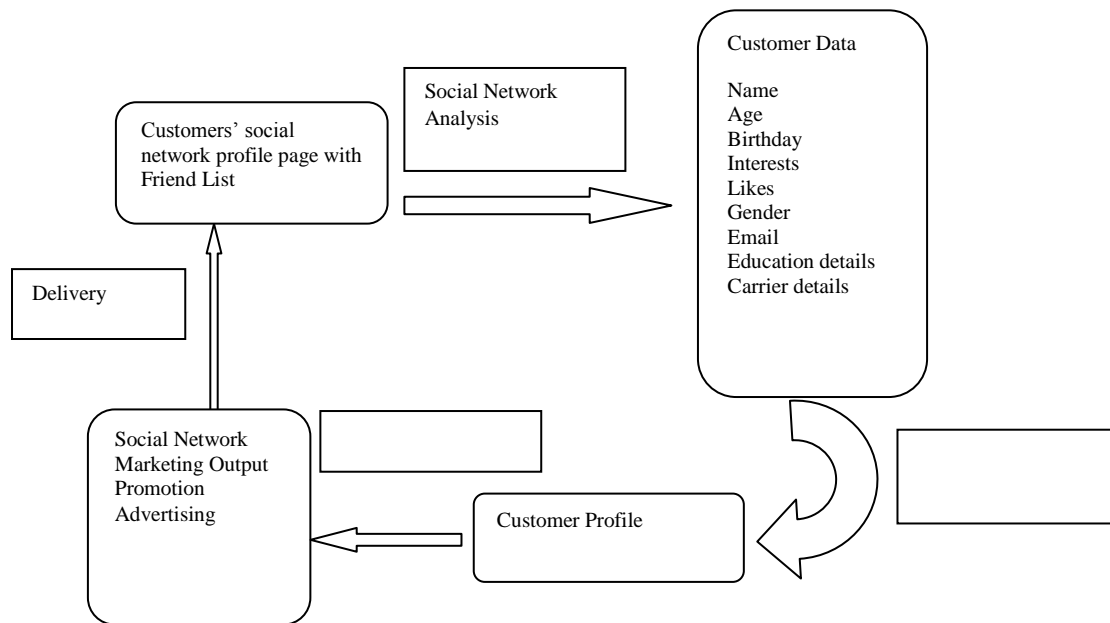 Customer Data
Name
Age
Birthday
Interests
Likes
Gender
Email
Education details
Carrier details
Social Network
Analysis
Customers’ social
network profile page with
Friend List
Delivery
Social Network
Marketing Output
Promotion
Advertising
Customer Profile